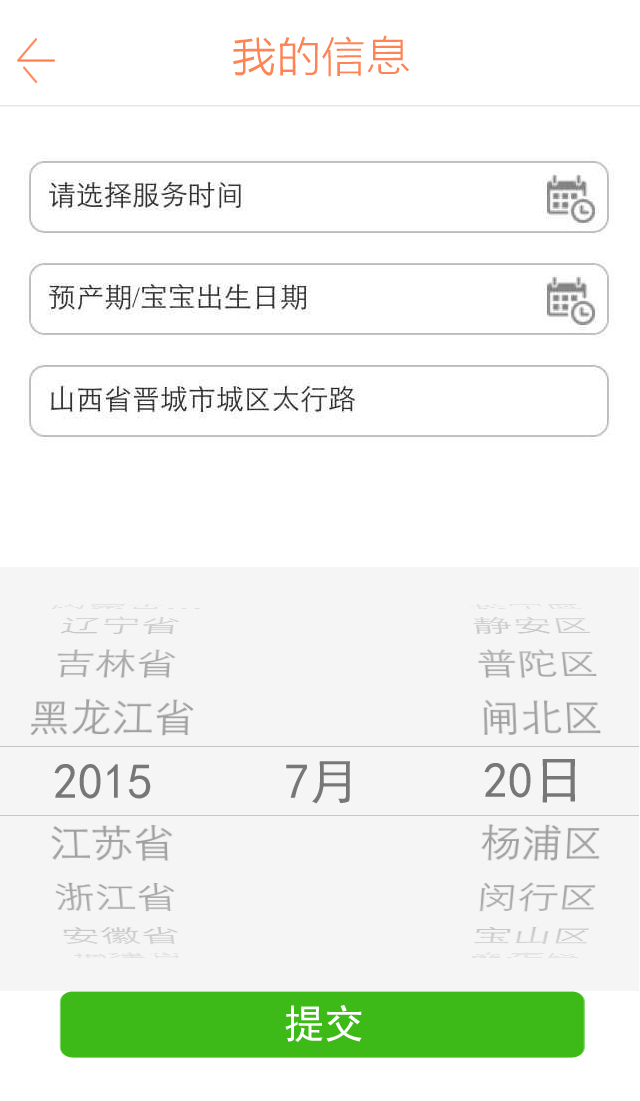 我的信息
请选择服务时间
预产期/宝宝出生日期
山西省晋城市城区太行路
辽宁省 静安区
吉林省 普陀区
黑龙江省 闸北区
2015 7月 20日
江苏省 杨浦区
浙江省 闵行区
安徽省 宝山区
提交